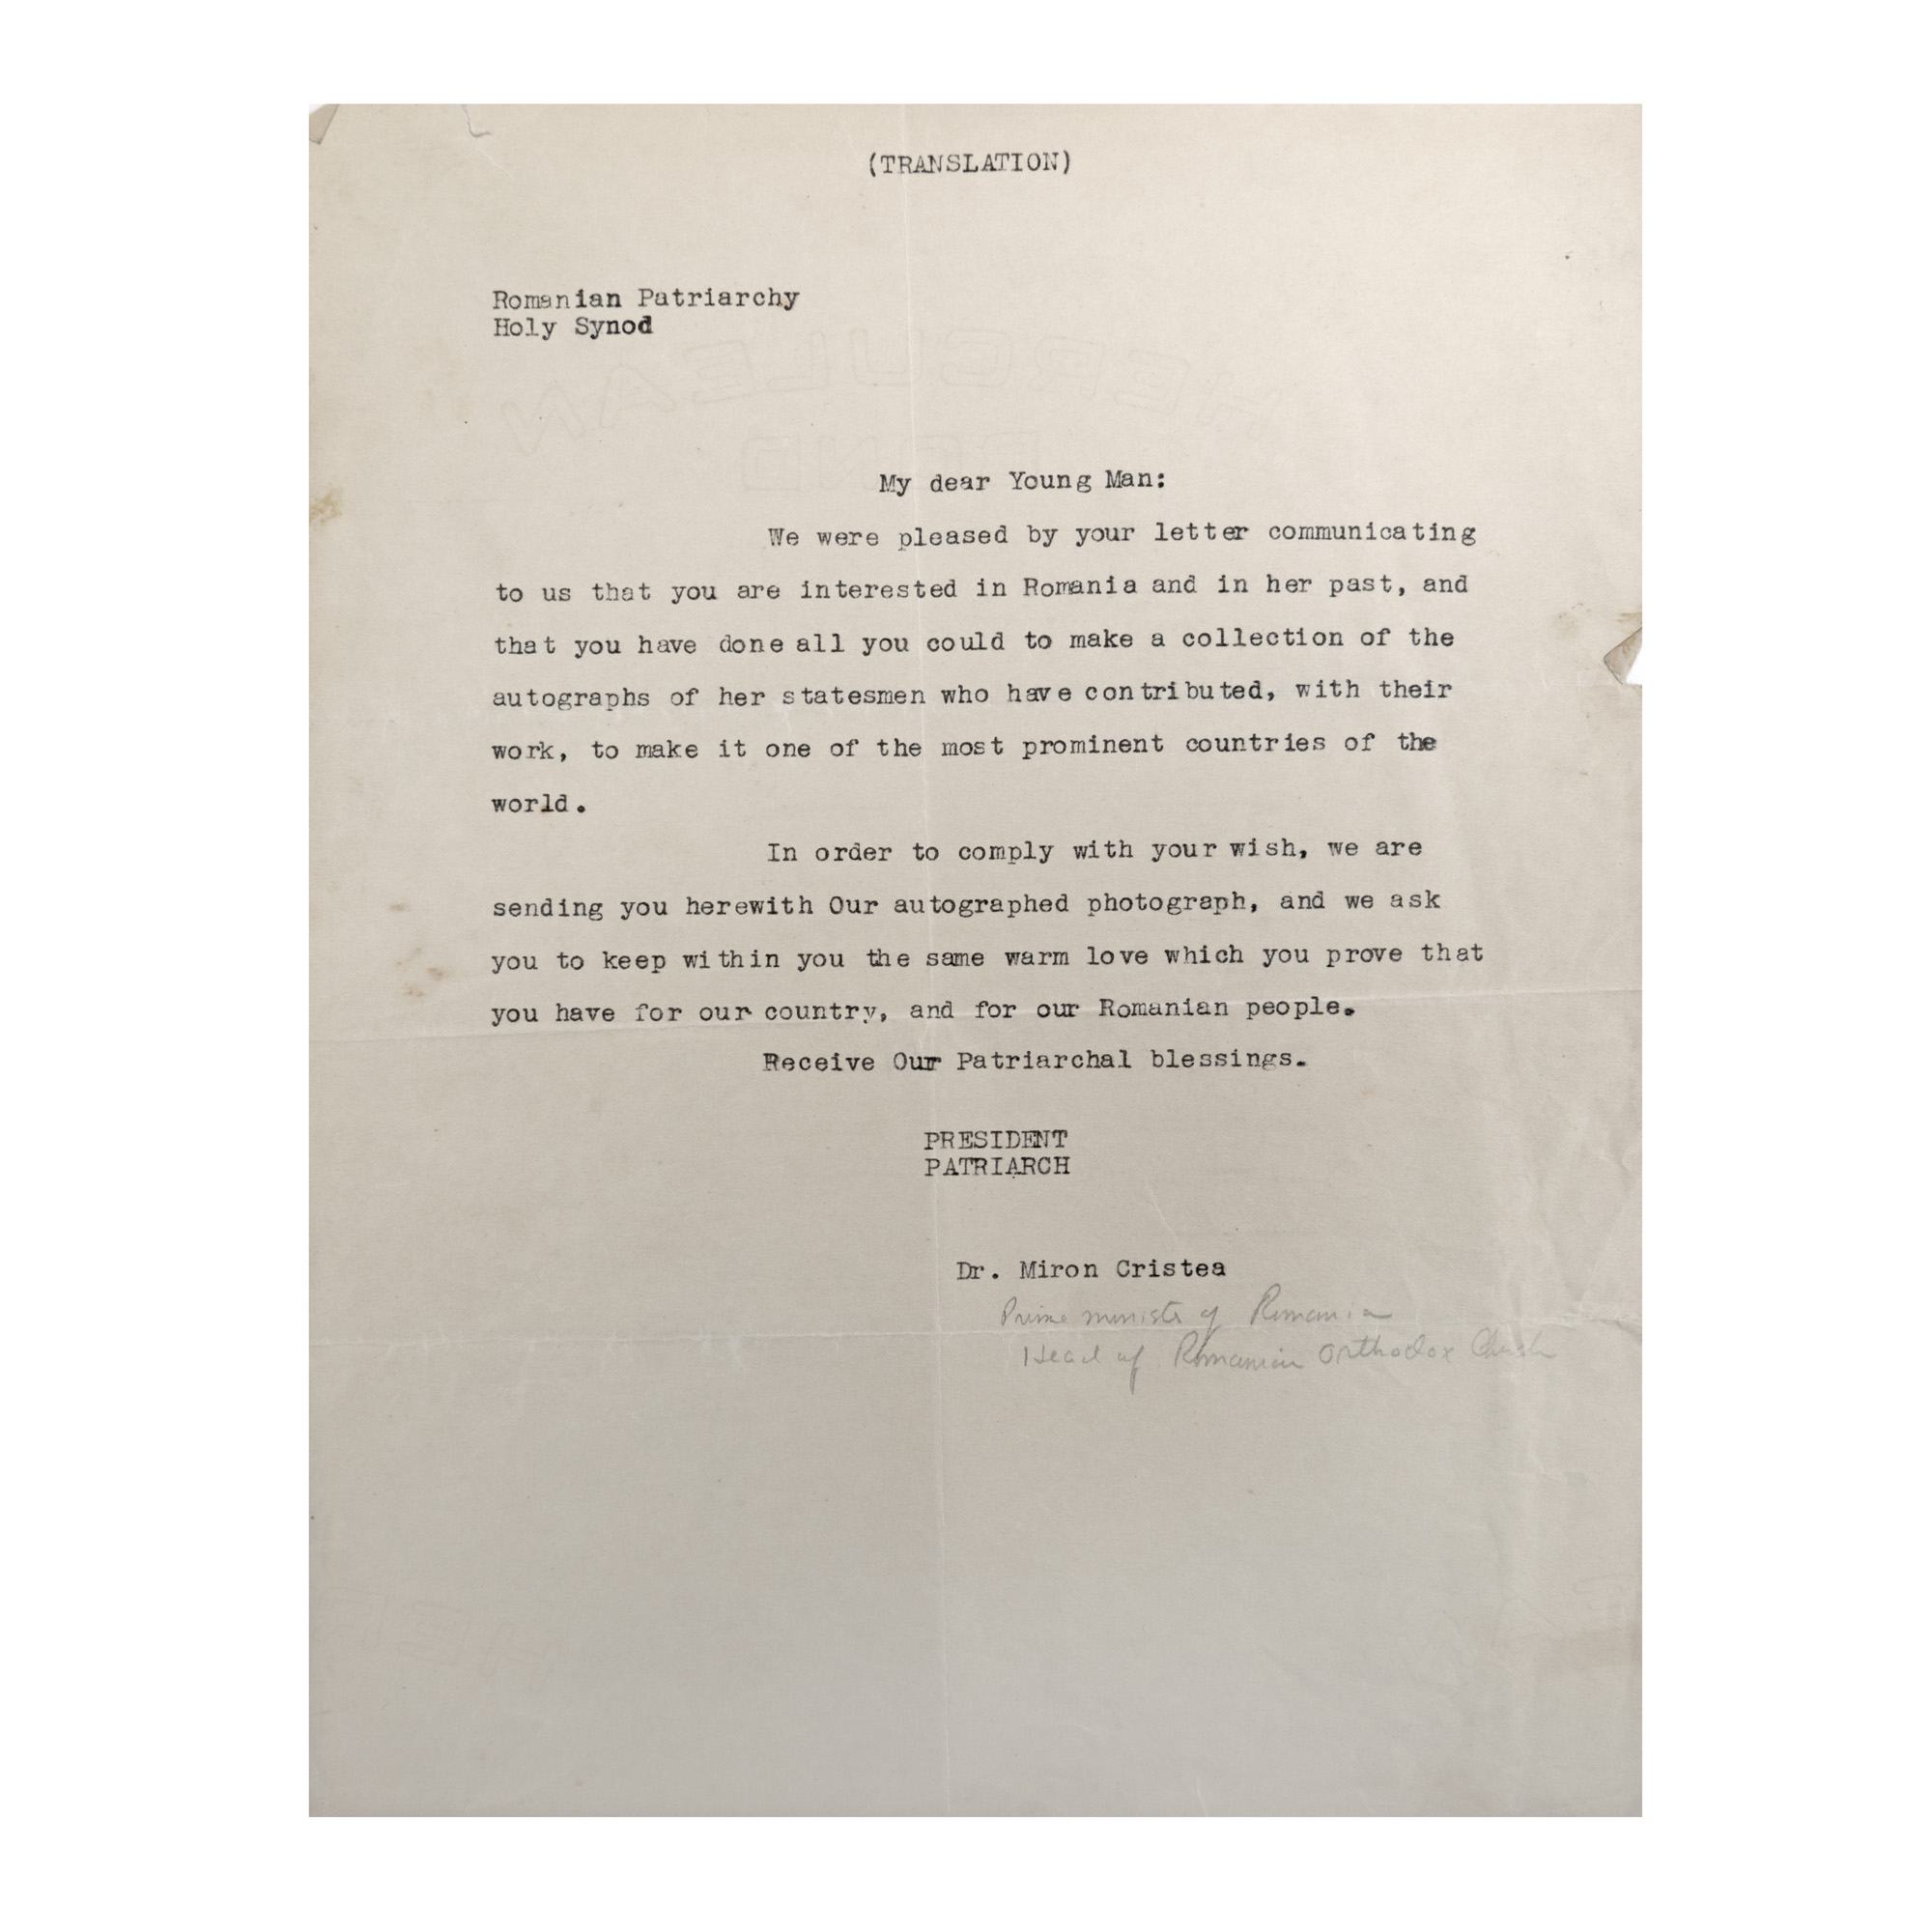 (TRANSLATION)
Romanian Patriarchy
Holy Synod
HERCULEAN
BOND
My dear Young Man:
We were pleased by your letter communicating
to us that you are interested in Romania and in her past, and
that you have done all you could to make a collection of the
autographs of her statesmen who have contributed, with their
work, to make it one of the most prominent countries of the
world.
In order to comply with your wish, we are
sending you herewith Our autographed photograph, and we ask
you to keep within you the same warm love which you prove that
you have for our country, and for our Romanian people.
Receive Our Patriarchal blessings.
PRESIDENT
PATRIARCH
Dr. Miron Cristea
Prime minister of Romania
Head of Romanian Orthodox Church
HER